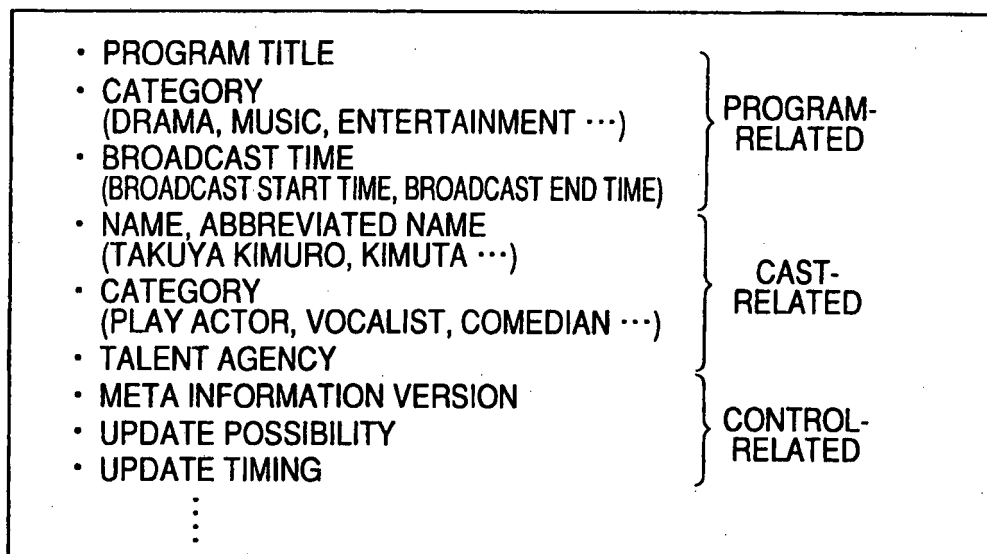 • PROGRAM TITLE
• CATEGORY
(DRAMA, MUSIC, ENTERTAINMENT ⋯)
• BROADCAST TIME
(BROADCAST START TIME, BROADCAST END TIME)
PROGRAM-
RELATED
• NAME, ABBREVIATED NAME
(TAKUYA KIMURO, KIMUTA ⋯)
• CATEGORY
(PLAY ACTOR, VOCALIST, COMEDIAN ⋯)
• TALENT AGENCY
CAST-
RELATED
• META INFORMATION VERSION
• UPDATE POSSIBILITY
• UPDATE TIMING
CONTROL-
RELATED